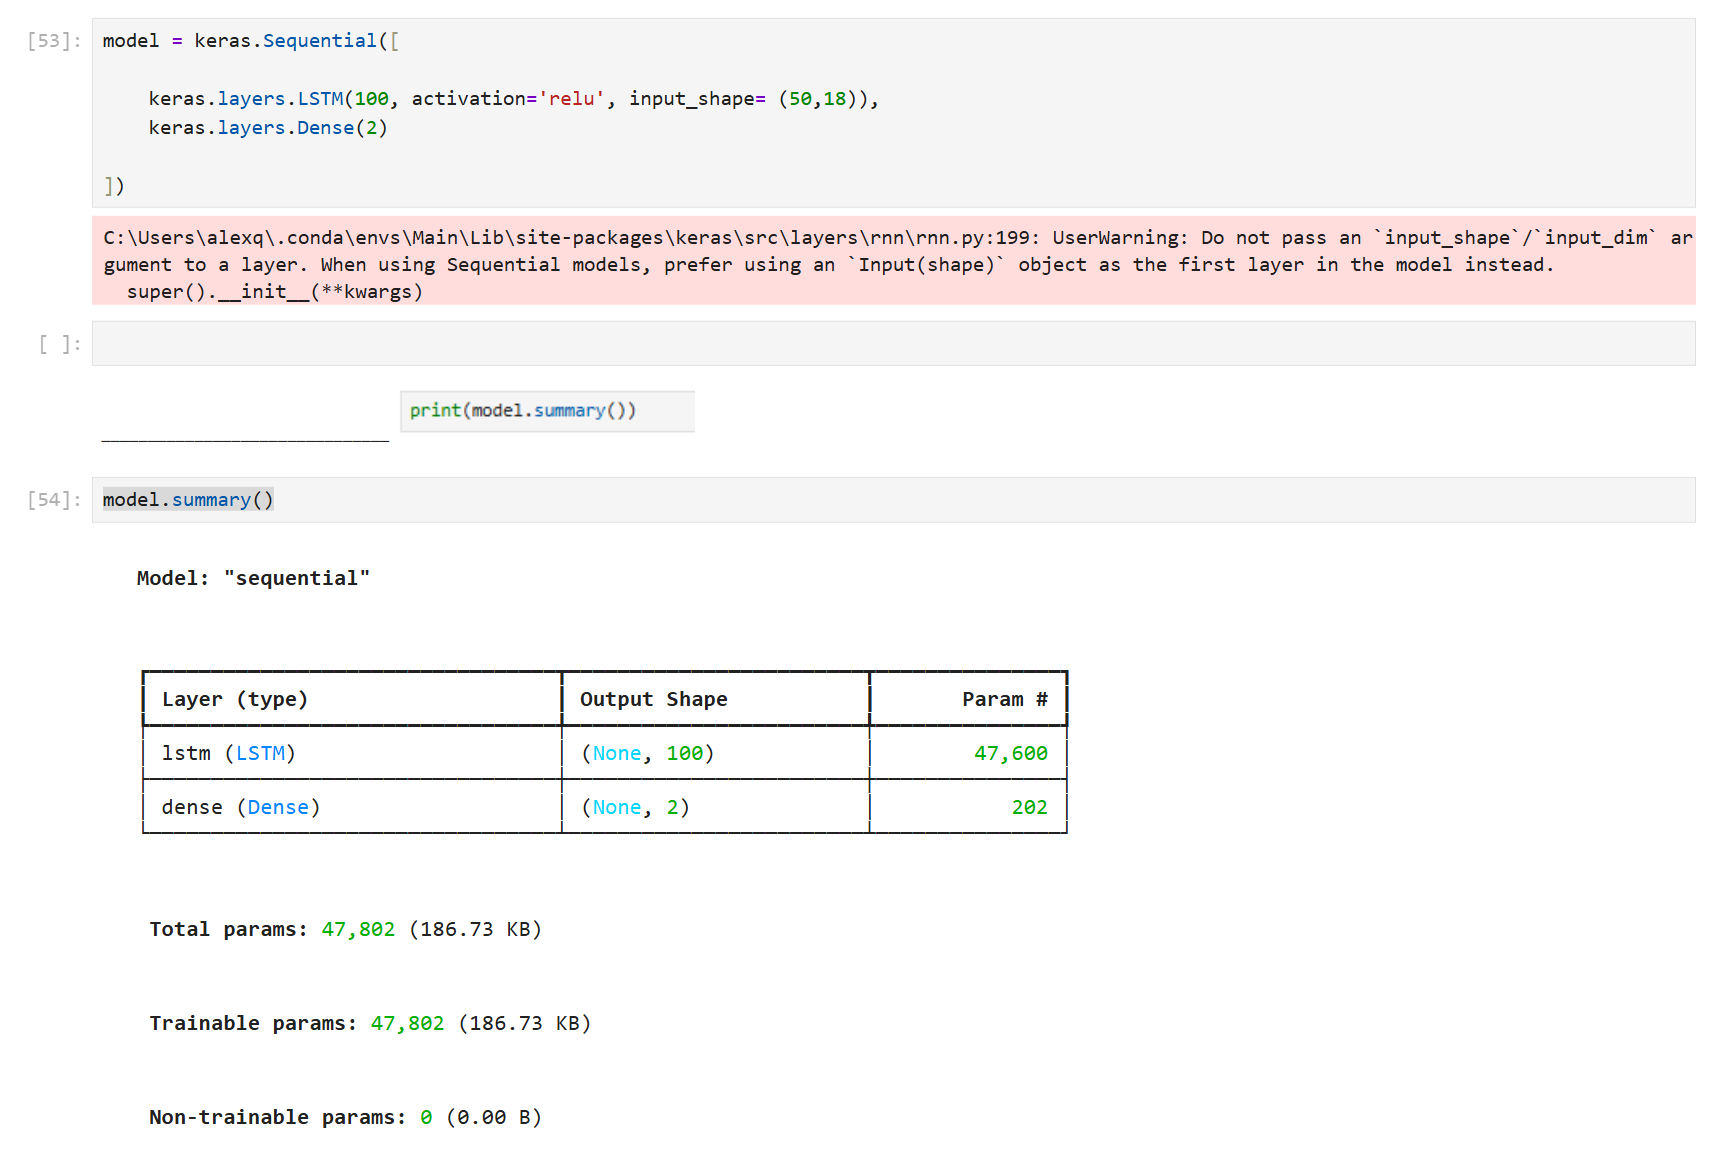 [53]: model = keras.Sequential([
keras.layers.LSTM(100, activation='relu', input_shape= (50,18)),
keras.layers.Dense(2)
])
C:\Users\alexq\.conda\envs\Main\Lib\site-packages\keras\src\layers\rnn\rnn.py:199: UserWarning: Do not pass an `input_shape`/`input_dim` ar
gument to a layer. When using Sequential models, prefer using an `Input(shape)` object as the first layer in the model instead.
super().__init__(**kwargs)
[ ]:
print(model.summary())
[54]: model.summary()
Model: "sequential"
Layer (type) Output Shape Param #
lstm (LSTM) (None, 100) 47,600
dense (Dense) (None, 2) 202
Total params: 47,802 (186.73 KB)
Trainable params: 47,802 (186.73 KB)
Non-trainable params: 0 (0.00 B)